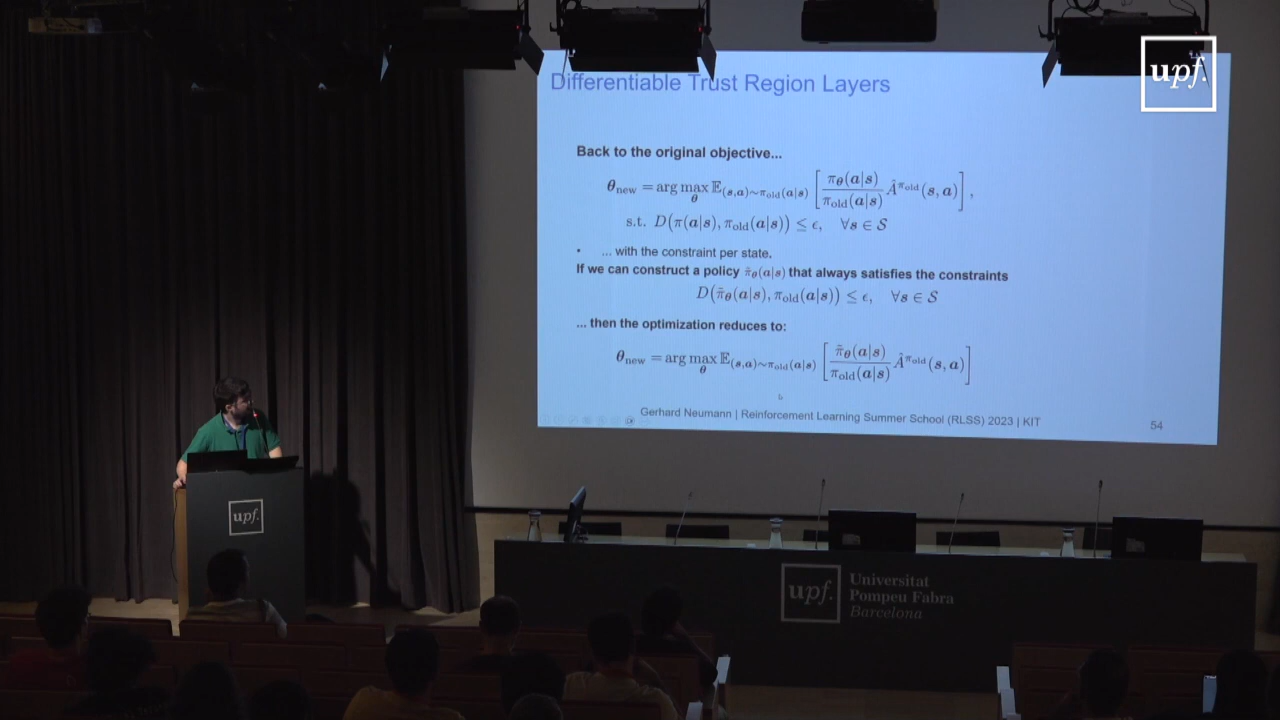 Differentiable Trust Region Layers
upf.
Back to the original objective...
θ_new = arg max_θ 𝔼_(s,a)∼π_old(a|s) [ π_θ(a|s) / π_old(a|s) Â^π_old(s, a) ],
s.t. D(π(a|s), π_old(a|s)) ≤ ϵ, ∀s ∈ 𝒮
• ... with the constraint per state.
If we can construct a policy π̃_θ(a|s) that always satisfies the constraints
D(π̃_θ(a|s), π_old(a|s)) ≤ ϵ, ∀s ∈ 𝒮
... then the optimization reduces to:
θ_new = arg max_θ 𝔼_(s,a)∼π_old(a|s) [ π̃_θ(a|s) / π_old(a|s) Â^π_old(s, a) ]
Gerhard Neumann | Reinforcement Learning Summer School (RLSS) 2023 | KIT
54
upf.
upf.
Universitat
Pompeu Fabra
Barcelona